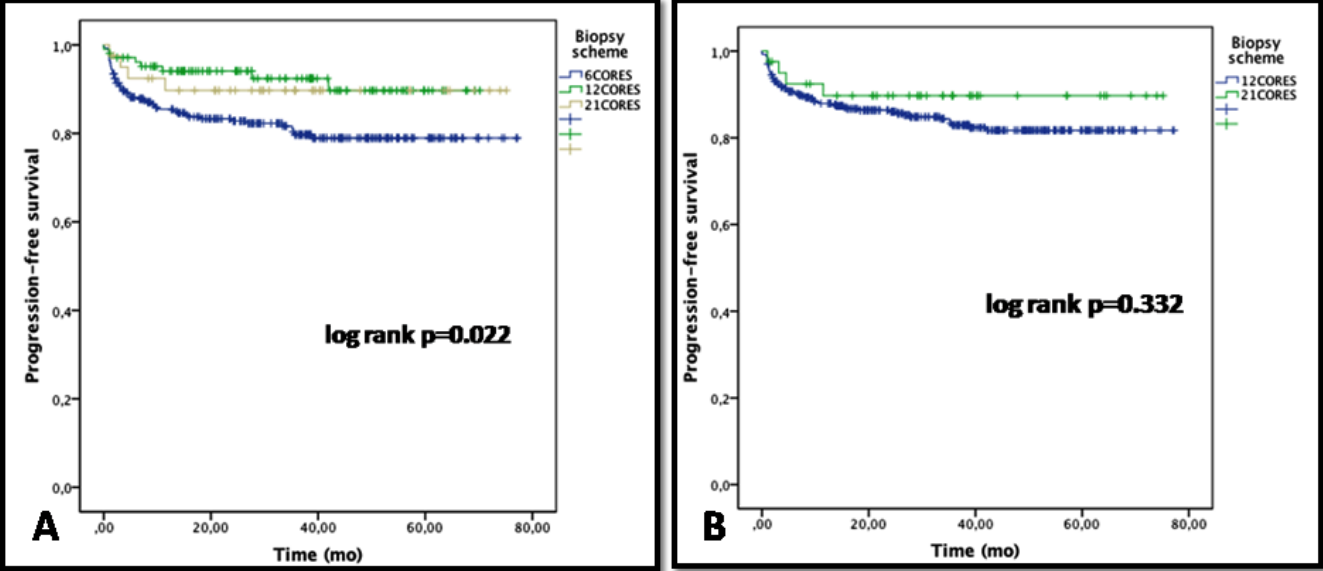 Biopsy
scheme
6CORES
12CORES
21CORES
1,0
0,8
0,6
0,4
0,2
0,0
Progression-free survival
log rank p=0.022
,00
20,00
40,00
60,00
80,00
Time (mo)
A
Biopsy
scheme
12CORES
21CORES
1,0
0,8
0,6
0,4
0,2
0,0
Progression-free survival
log rank p=0.332
,00
20,00
40,00
60,00
80,00
Time (mo)
B